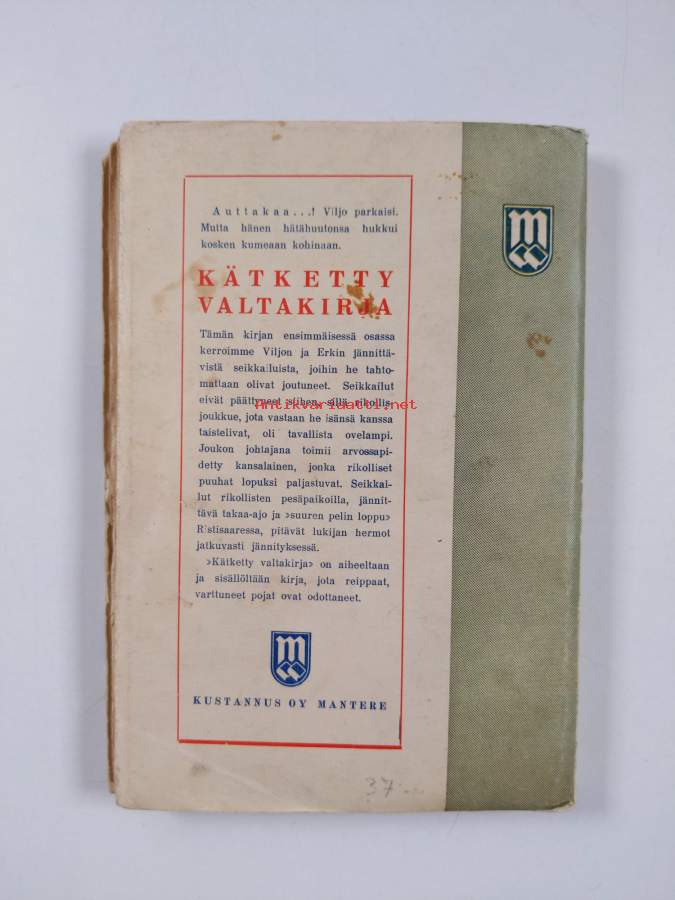 Auttakaa...! Viljo parkaisi.
Mutta hänen hätähuutonsa hukkui
kosken kumeaan kohinaan.
KÄTKETTY
VALTAKIRJA
Tämän kirjan ensimmäisessä osassa
kerroimme Viljon ja Erkin jännittä-
vistä seikkailuista, joihin he tahto-
mattaan olivat joutuneet. Seikkailut
eivät päättyneet siihen, sillä rikollis-
Antikvariaatti.net
joukkue, jota vastaan he isänsä kanssa
taistelivat, oli tavallista ovelampi.
Joukon johtajana toimii arvossapi-
detty kansalainen, jonka rikolliset
puuhat lopuksi paljastuvat. Seikkai-
lut rikollisten pesäpaikoilla, jännit-
tävä takaa-ajo ja »suuren pelin loppu»
Ristisaaressa, pitävät lukijan hermot
jatkuvasti jännityksessä.
»Kätketty valtakirja» on aiheeltaan
ja sisällöltään kirja, jota reippaat,
varttuneet pojat ovat odottaneet.
KUSTANNUS OY MANTERE
37